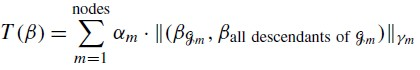 T(β) = ∑_{m=1}^{nodes} α_m · ‖(β_{g_m}, β_{all descendants of g_m})‖_{γ_m}